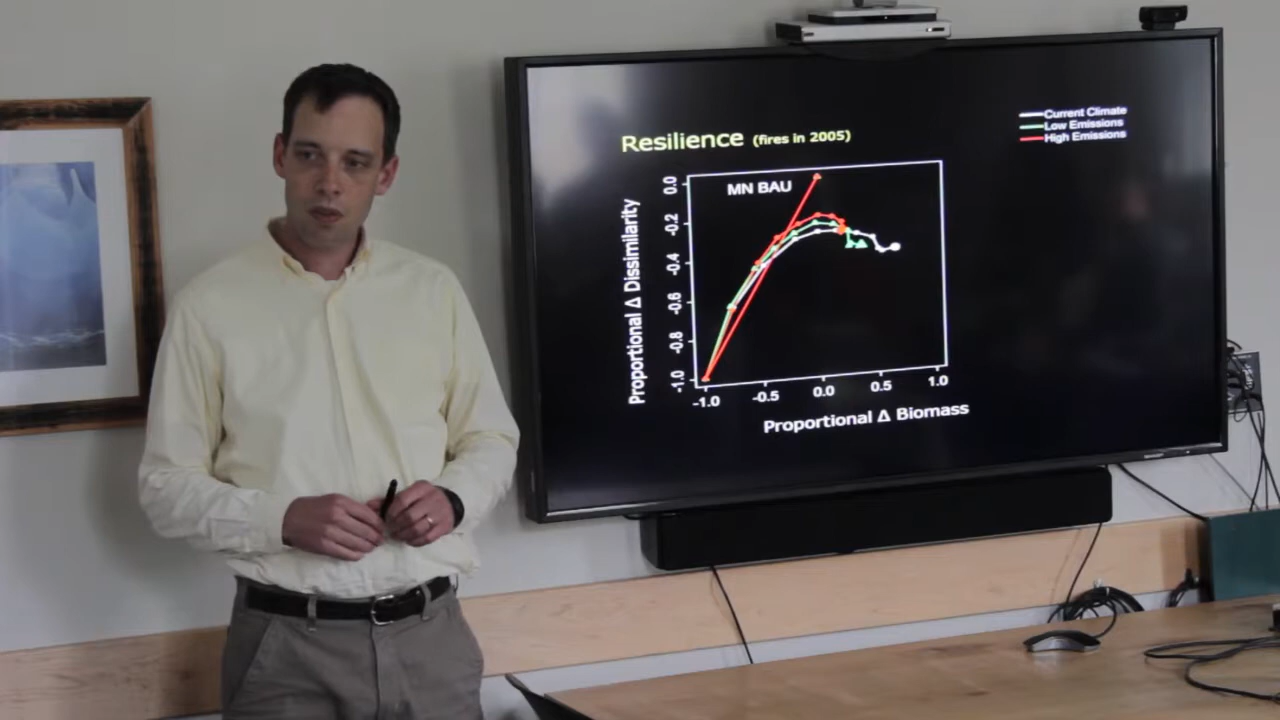 Resilience (fires in 2005)
Current Climate
Low Emissions
High Emissions
MN BAU
Proportional Δ Dissimilarity
0.0
-0.2
-0.4
-0.6
-0.8
-1.0
-1.0 -0.5 0.0 0.5 1.0
Proportional Δ Biomass
SHARP